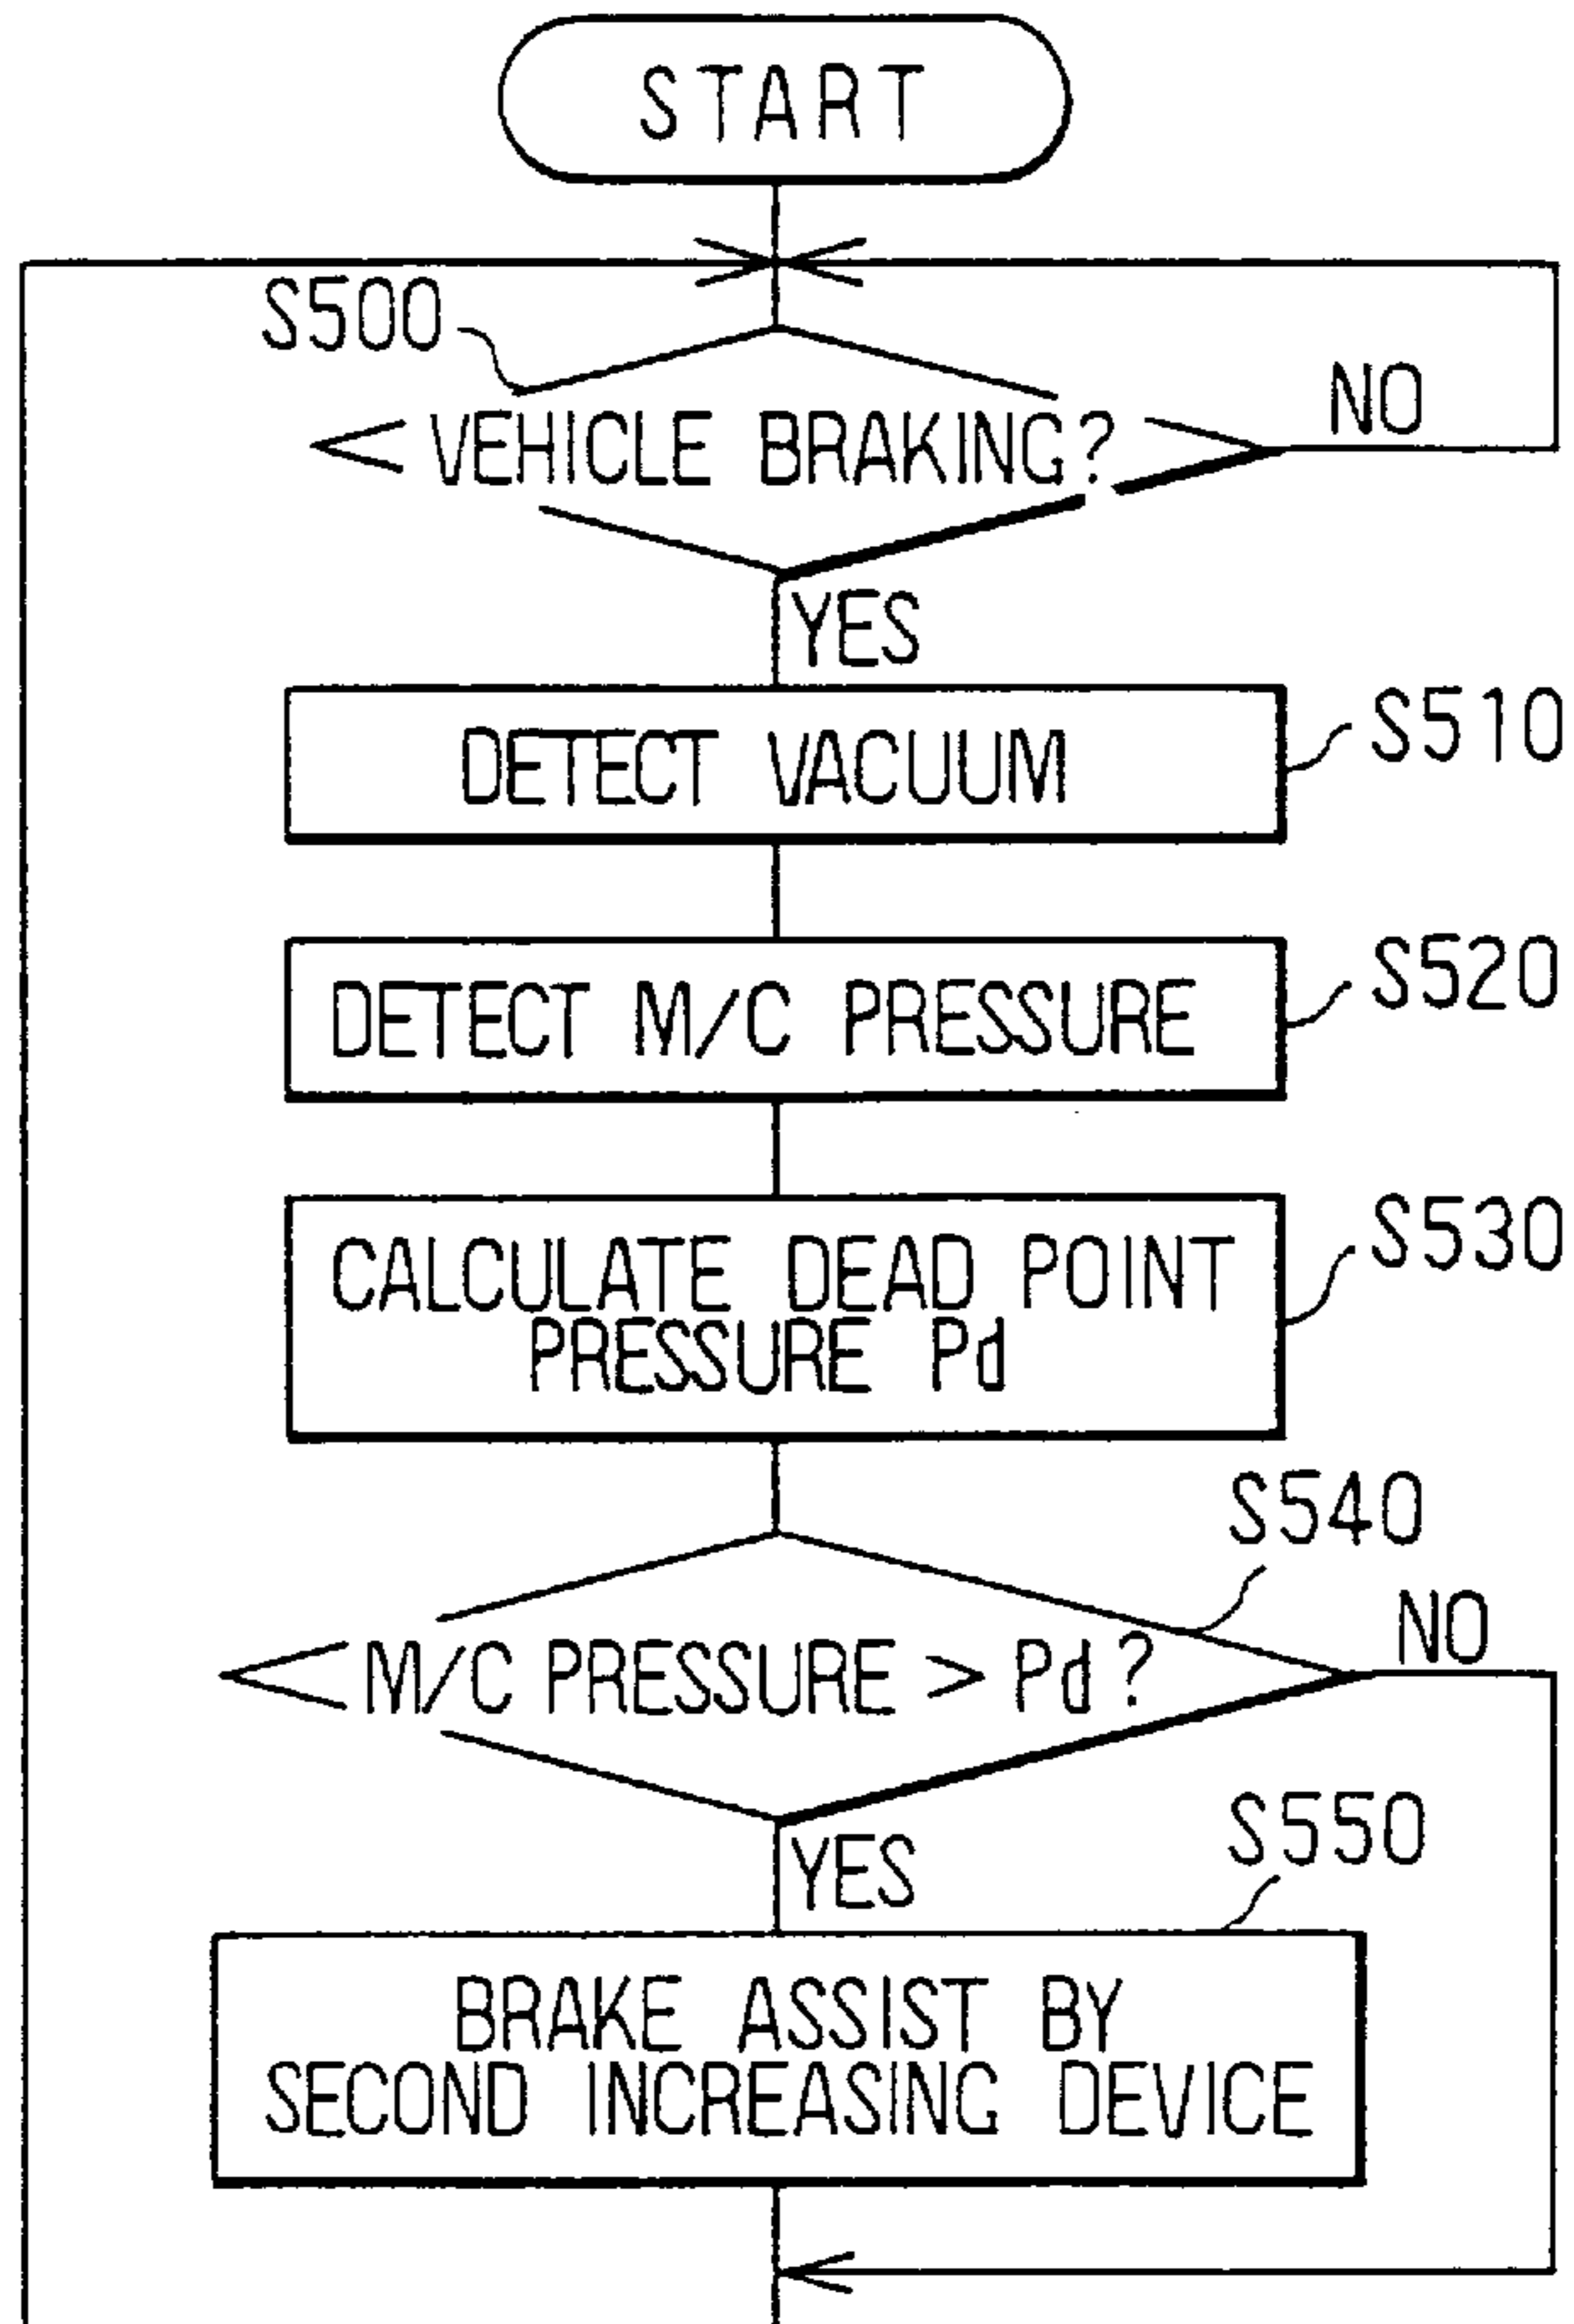 START
S500
NO
VEHICLE BRAKING?
YES
DETECT VACUUM
S510
DETECT M/C PRESSURE
S520
CALCULATE DEAD POINT
PRESSURE Pd
S530
S540
NO
M/C PRESSURE > Pd?
YES
S550
BRAKE ASSIST BY
SECOND INCREASING DEVICE